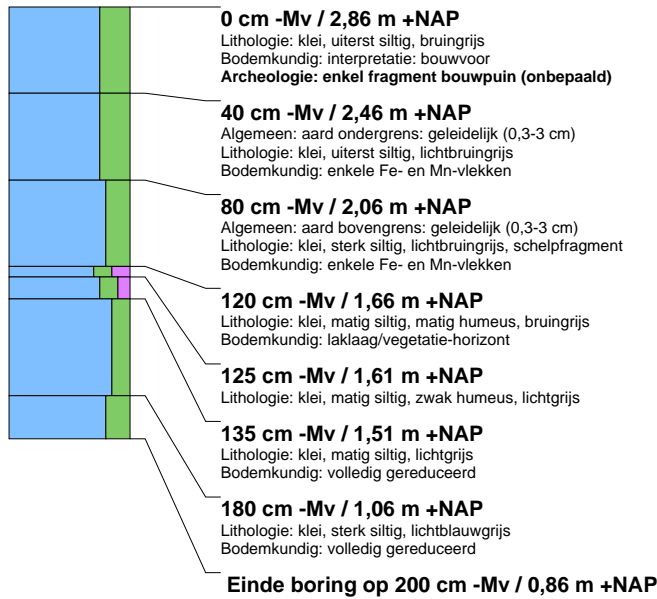 0 cm -Mv / 2,86 m +NAP
Lithologie: klei, uiterst siltig, bruingrijs
Bodemkundig: interpretatie: bouwvoor
Archeologie: enkel fragment bouwpuin (onbepaald)
40 cm -Mv / 2,46 m +NAP
Algemeen: aard ondergrens: geleidelijk (0,3-3 cm)
Lithologie: klei, uiterst siltig, lichtbruingrijs
Bodemkundig: enkele Fe- en Mn-vlekken
80 cm -Mv / 2,06 m +NAP
Algemeen: aard bovengrens: geleidelijk (0,3-3 cm)
Lithologie: klei, sterk siltig, lichtbruingrijs, schelpfragment
Bodemkundig: enkele Fe- en Mn-vlekken
120 cm -Mv / 1,66 m +NAP
Lithologie: klei, matig siltig, matig humeus, bruingrijs
Bodemkundig: laklaag/vegetatie-horizont
125 cm -Mv / 1,61 m +NAP
Lithologie: klei, matig siltig, zwak humeus, lichtgrijs
135 cm -Mv / 1,51 m +NAP
Lithologie: klei, matig siltig, lichtgrijs
Bodemkundig: volledig gereduceerd
180 cm -Mv / 1,06 m +NAP
Lithologie: klei, sterk siltig, lichtblauwgrijs
Bodemkundig: volledig gereduceerd
Einde boring op 200 cm -Mv / 0,86 m +NAP